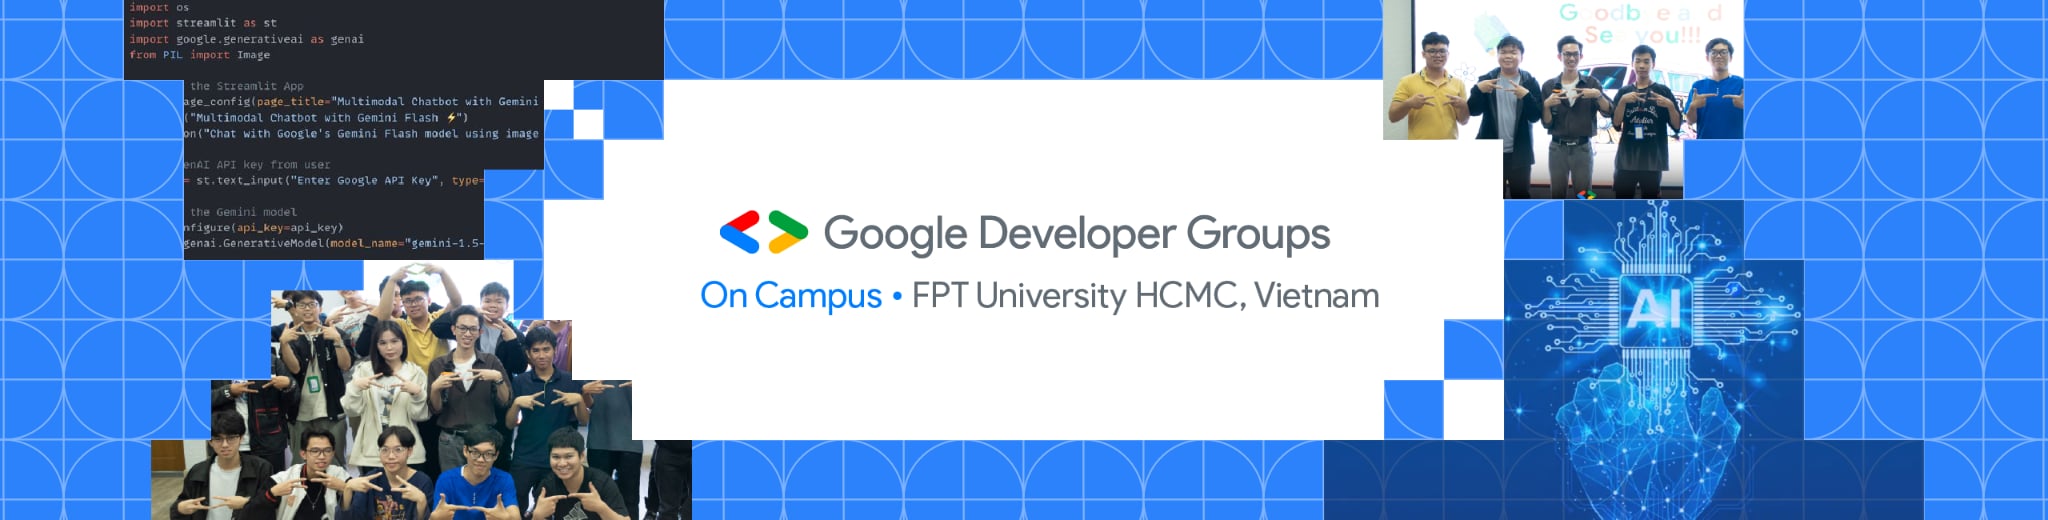 import os
import streamlit as st
import google.generativeai as genai
from PIL import Image
the Streamlit App
age_config(page_title="Multimodal Chatbot with Gemini
("Multimodal Chatbot with Gemini Flash ⚡")
on("Chat with Google's Gemini Flash model using image
enAI API key from user
= st.text_input("Enter Google API Key", type=
the Gemini model
nfigure(api_key=api_key)
genai.GenerativeModel(model_name="gemini-1.5-
Google Developer Groups
On Campus • FPT University HCMC, Vietnam
See you!!!
AI